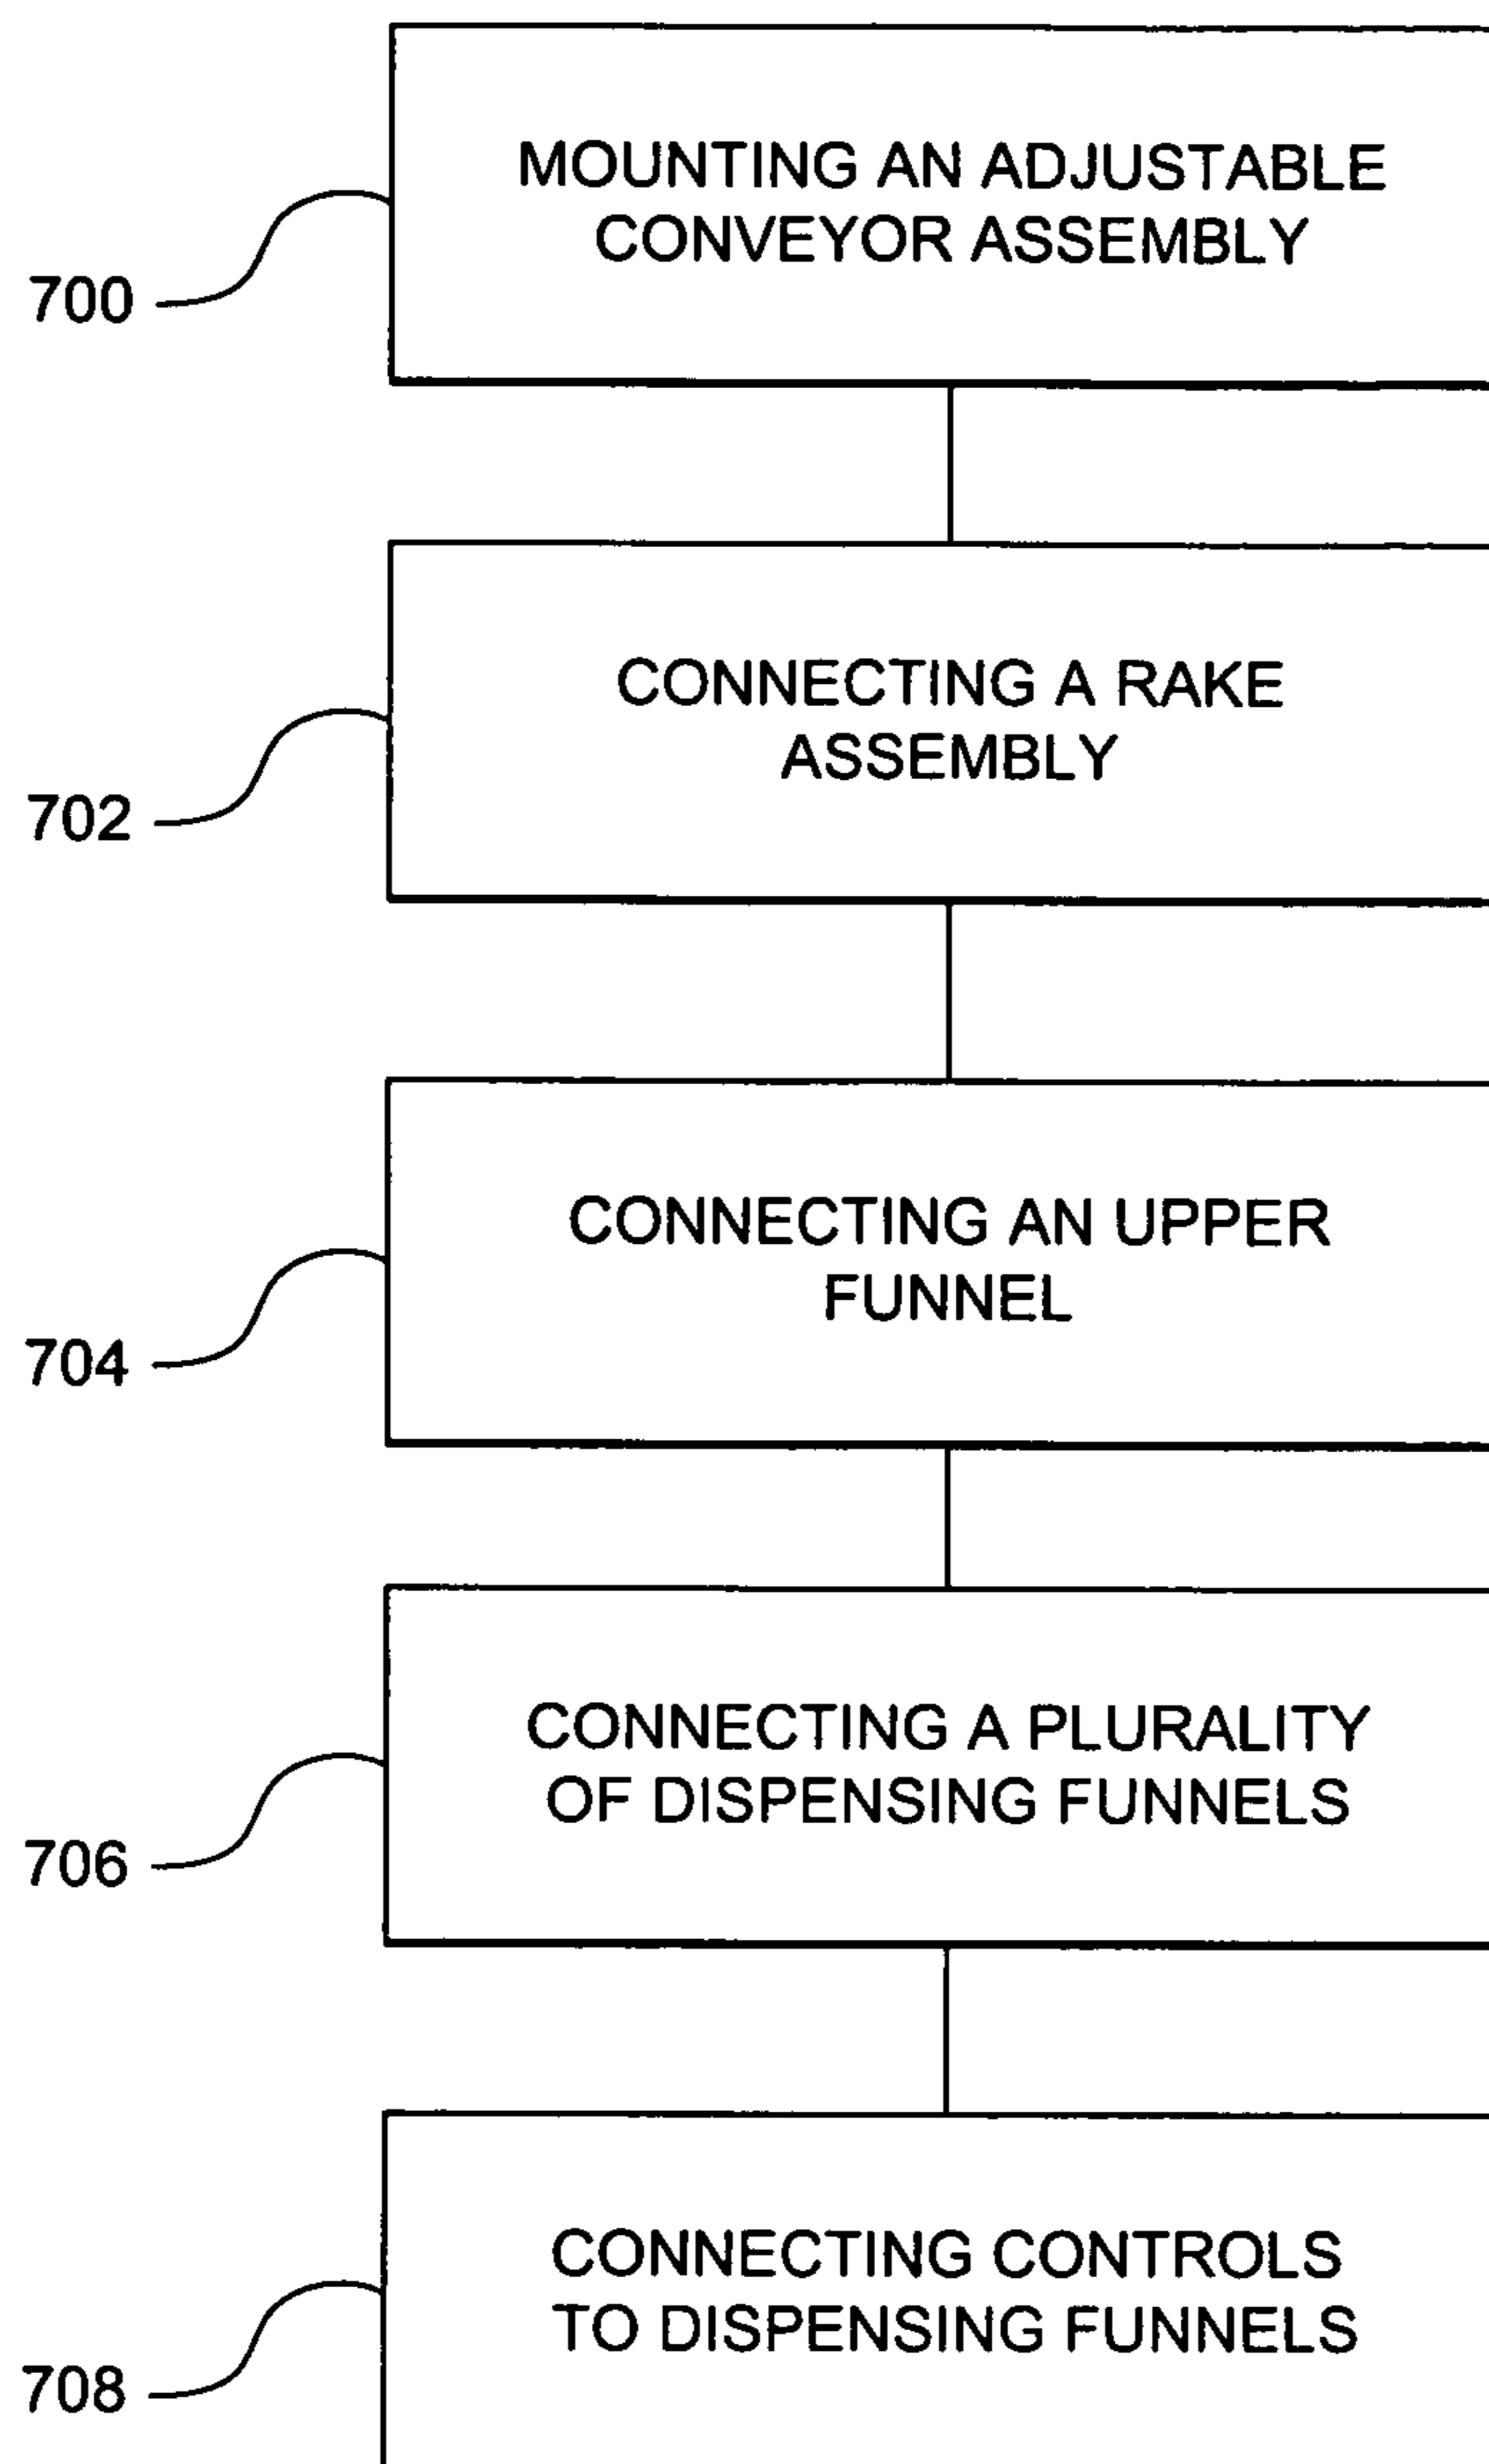 MOUNTING AN ADJUSTABLE
CONVEYOR ASSEMBLY
700
CONNECTING A RAKE
ASSEMBLY
702
CONNECTING AN UPPER
FUNNEL
704
CONNECTING A PLURALITY
OF DISPENSING FUNNELS
706
CONNECTING CONTROLS
TO DISPENSING FUNNELS
708